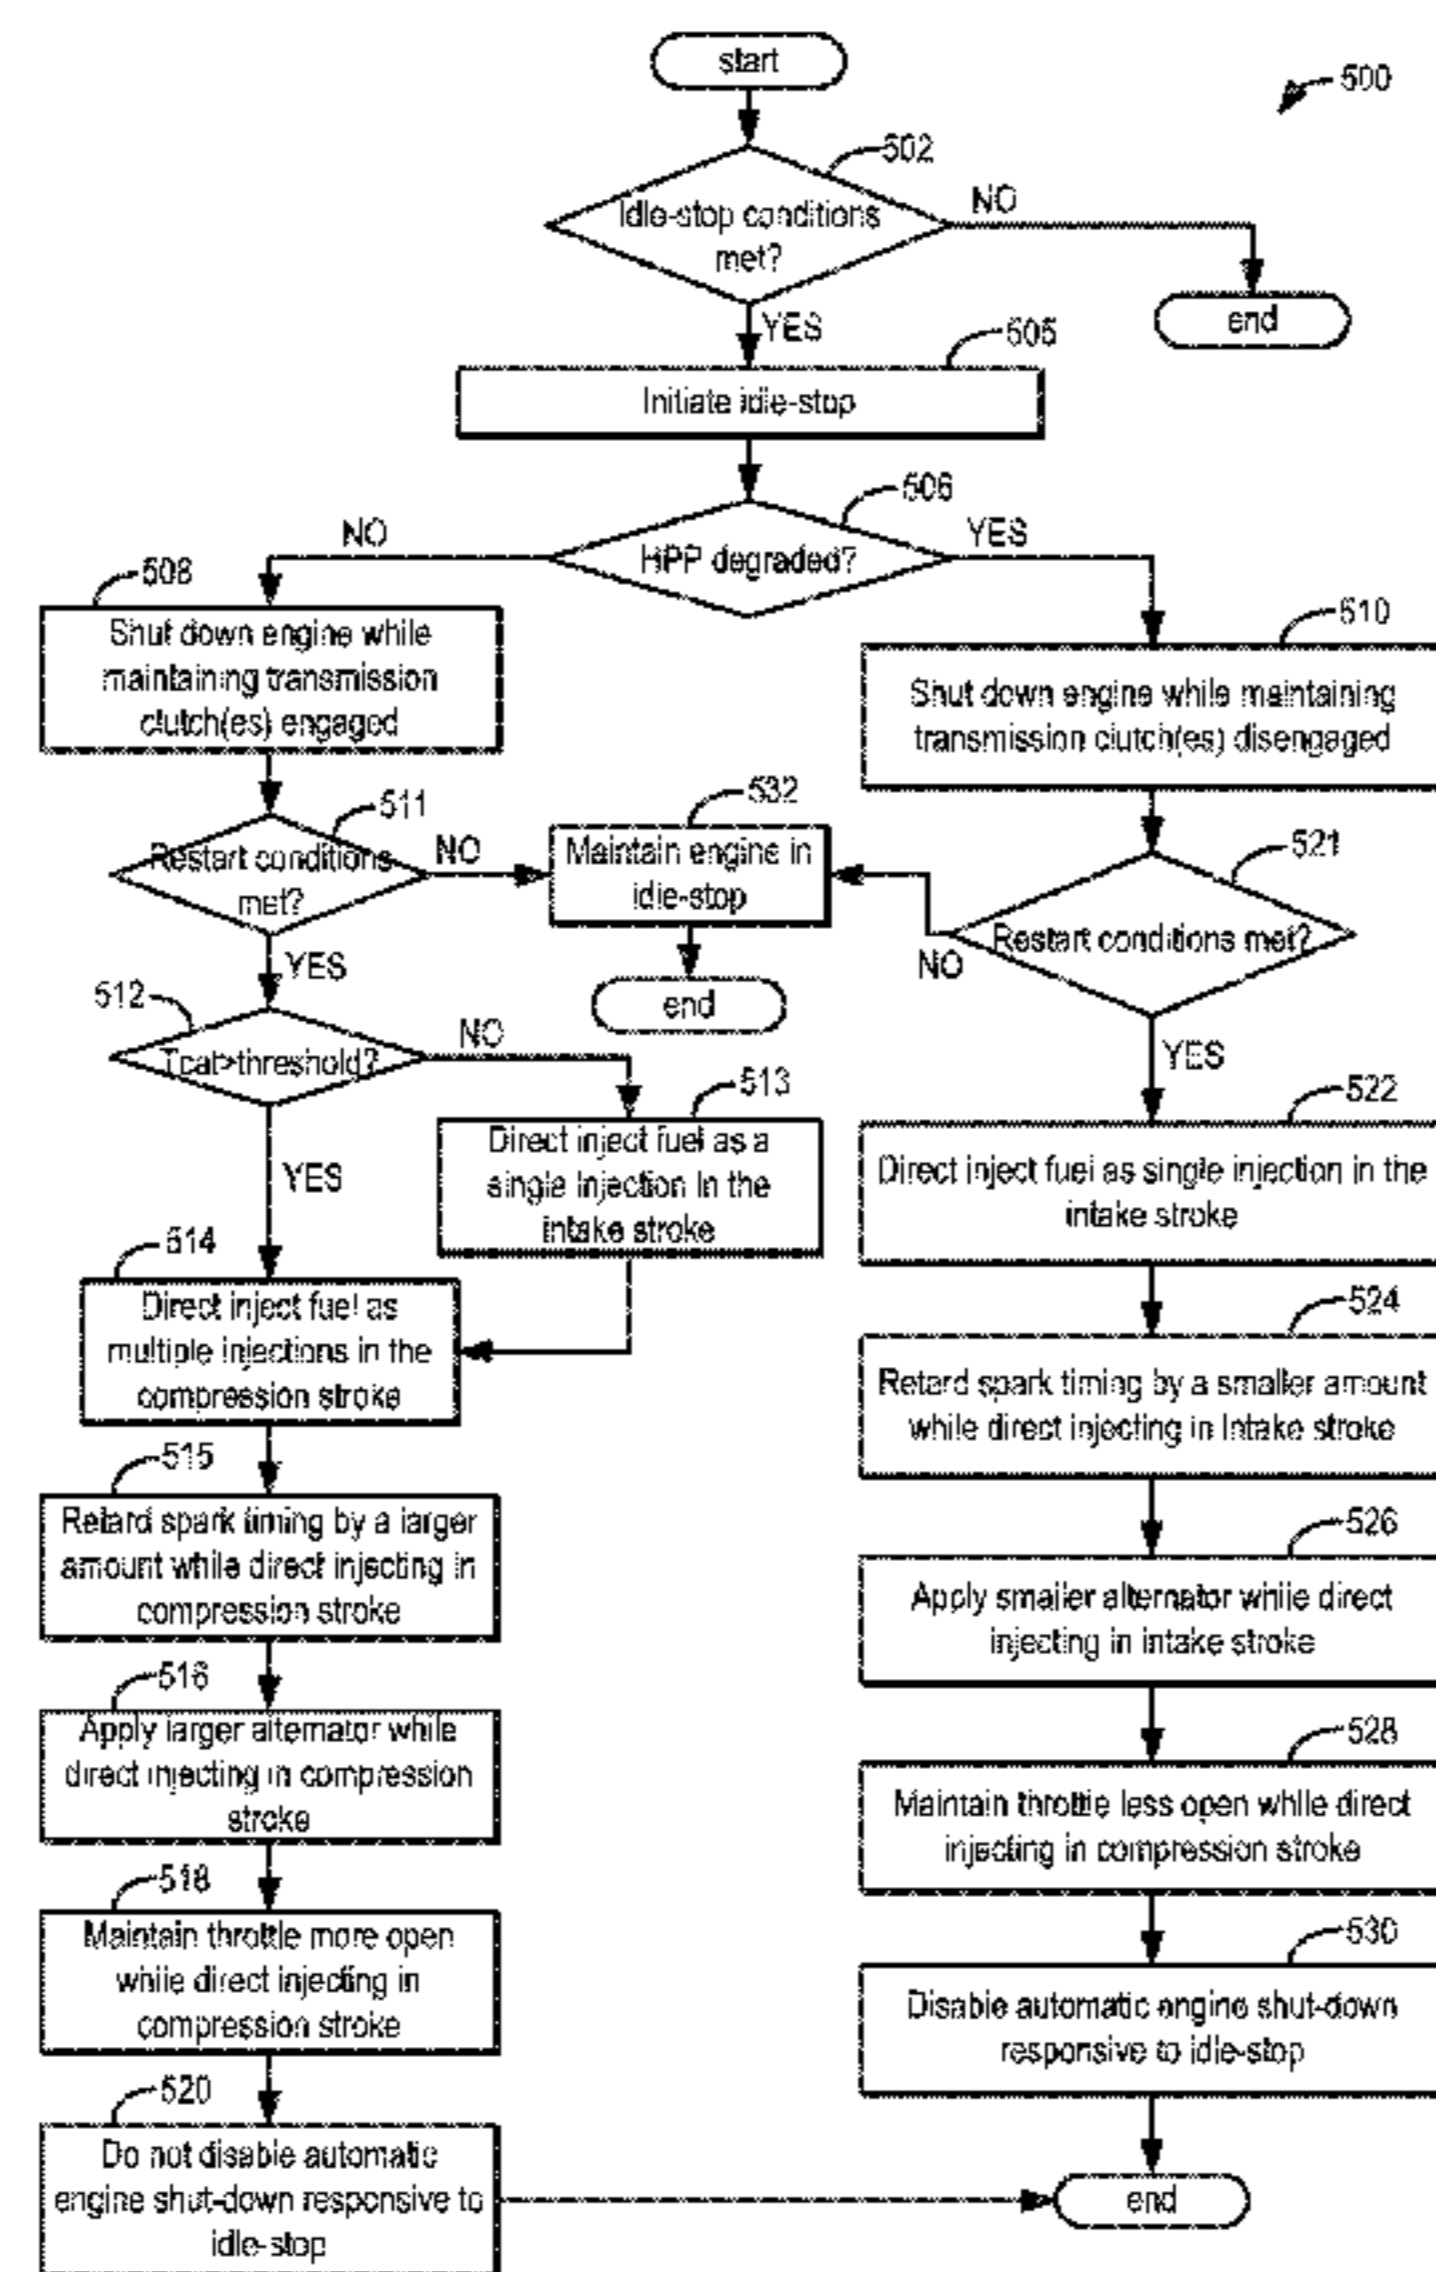 start
500
502
Idle-stop conditions
met?
NO
end
YES
505
Initiate idle-stop
506
HPP degraded?
NO
YES
508
Shut down engine while
maintaining transmission
clutch(es) engaged
510
Shut down engine while maintaining
transmission clutch(es) disengaged
511
Restart conditions
met?
NO
532
Maintain engine in
idle-stop
end
521
Restart conditions met?
NO
YES
YES
512
Tcat>threshold?
NO
YES
513
Direct inject fuel as a
single injection in the
intake stroke
522
Direct inject fuel as single injection in the
intake stroke
514
Direct inject fuel as
multiple injections in the
compression stroke
524
Retard spark timing by a smaller amount
while direct injecting in Intake stroke
515
Retard spark timing by a larger
amount while direct injecting in
compression stroke
526
Apply smaller alternator while direct
injecting in intake stroke
516
Apply larger alternator while
direct injecting in compression
stroke
528
Maintain throttle less open while direct
injecting in compression stroke
518
Maintain throttle more open
while direct injecting in
compression stroke
530
Disable automatic engine shut-down
responsive to idle-stop
520
Do not disable automatic
engine shut-down responsive to
idle-stop
end